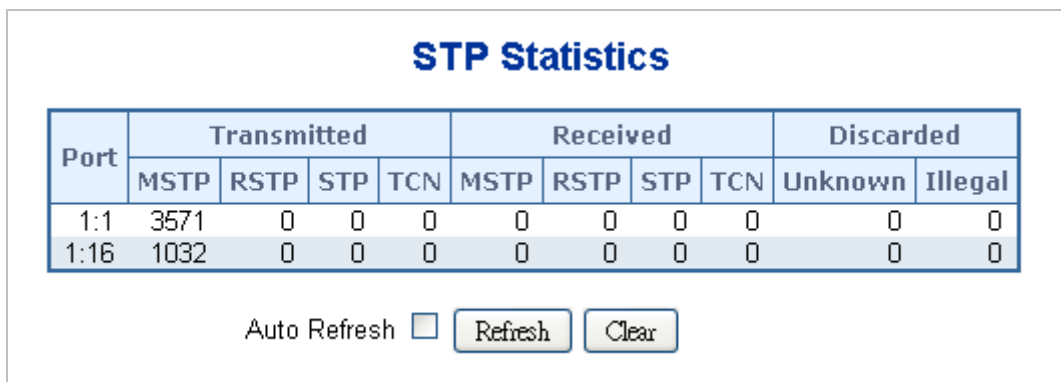 STP Statistics
Port Transmitted Received Discarded
MSTP RSTP STP TCN MSTP RSTP STP TCN Unknown Illegal
1:1 3571 0 0 0 0 0 0 0 0 0
1:16 1032 0 0 0 0 0 0 0 0 0
Auto Refresh Refresh Clear